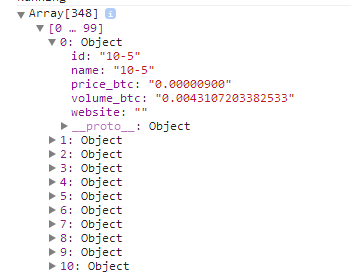 Array[348]
[0 … 99]
0: Object
id: "10-5"
name: "10-5"
price_btc: "0.00000900"
volume_btc: "0.0043107203382533"
website: ""
__proto__: Object
1: Object
2: Object
3: Object
4: Object
5: Object
6: Object
7: Object
8: Object
9: Object
10: Object